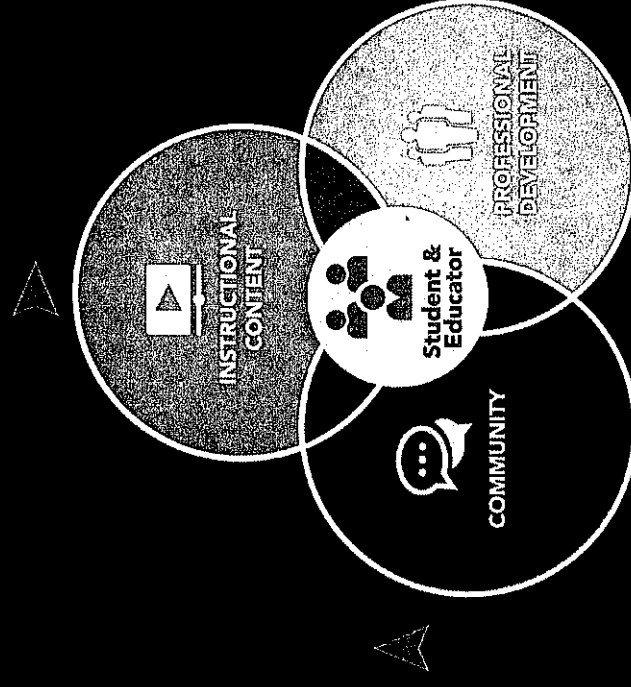 INSTRUCTIONAL
CONTENT
Student &
Educator
PROFESSIONAL
DEVELOPMENT
COMMUNITY